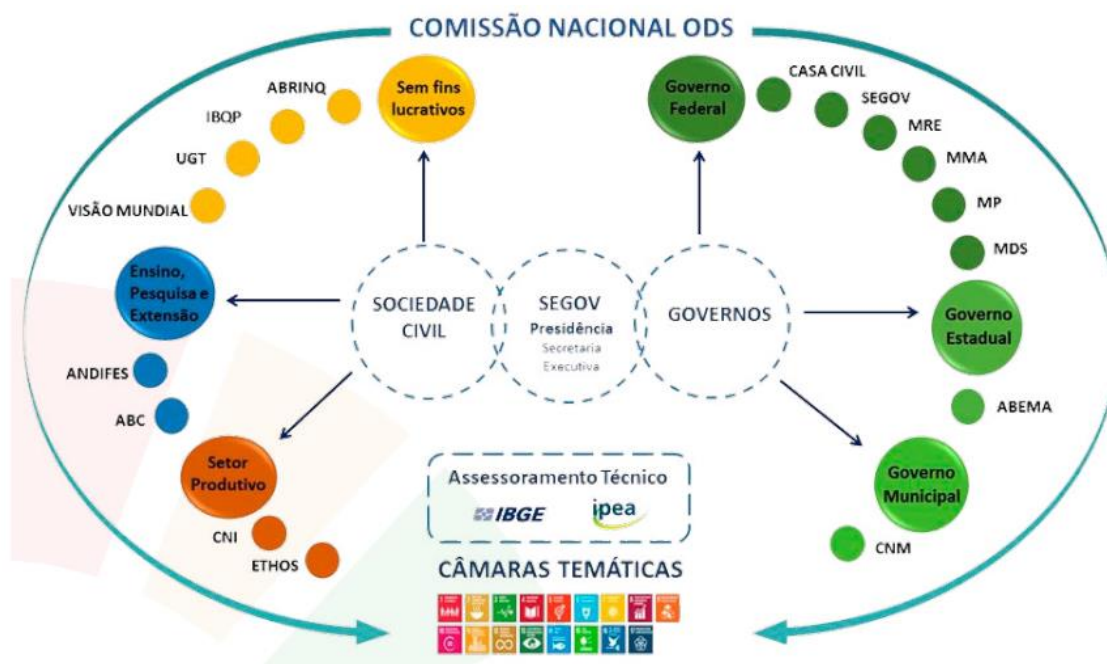 COMISSÃO NACIONAL ODS
ABRINQ
Sem fins
lucrativos
IBQP
UGT
VISÃO MUNDIAL
Ensino,
Pesquisa e
Extensão
ANDIFES
ABC
Setor
Produtivo
CNI
ETHOS
SOCIEDADE
CIVIL
SEGOV
Presidência
Secretaria
Executiva
GOVERNOS
Governo
Federal
CASA CIVIL
SEGOV
MRE
MMA
MP
MDS
Governo
Estadual
ABEMA
Governo
Municipal
CNM
Assessoramento Técnico
IBGE
ipea
CÂMARAS TEMÁTICAS